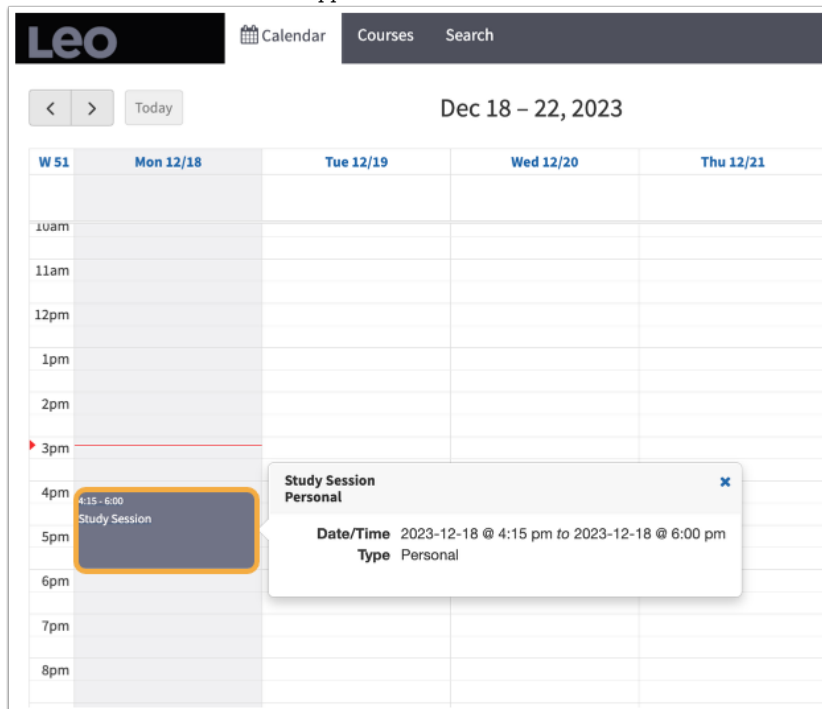 Leo
Calendar Courses Search
Today
Dec 18 – 22, 2023
W 51 Mon 12/18 Tue 12/19 Wed 12/20 Thu 12/21
10am
11am
12pm
1pm
2pm
3pm
4pm
4:15 - 6:00
Study Session
5pm
6pm
7pm
8pm
Study Session
Personal
Date/Time 2023-12-18 @ 4:15 pm to 2023-12-18 @ 6:00 pm
Type Personal